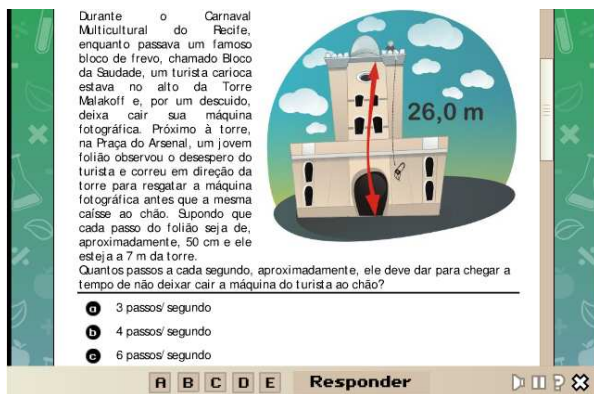 Durante o Carnaval
Multicultural do Recife,
enquanto passava um famoso
bloco de frevo, chamado Bloco
da Saudade, um turista carioca
estava no alto da Torre
Malakoff e, por um descuido,
deixa cair sua máquina
fotográfica. Próximo à torre,
na Praça do Arsenal, um jovem
folião observou o desespero do
turista e correu em direção da
torre para resgatar a máquina
fotográfica antes que a mesma
caísse ao chão. Supondo que
cada passo do folião seja de,
aproximadamente, 50 cm e ele
esteja a 7 m da torre.
26,0 m
Quantos passos a cada segundo, aproximadamente, ele deve dar para chegar a
tempo de não deixar cair a máquina do turista ao chão?
a 3 passos/segundo
b 4 passos/segundo
c 6 passos/segundo
A B C D E Responder